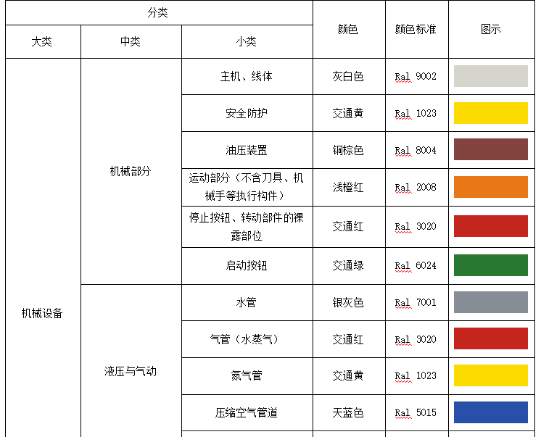 分类
颜色
颜色标准
图示
大类
中类
小类
机械设备
机械部分
主机、线体
灰白色
Ral 9002
安全防护
交通黄
Ral 1023
油压装置
铜棕色
Ral 8004
运动部分（不含刀具、机
械手等执行构件）
浅橙红
Ral 2008
停止按钮、转动部件的裸
露部位
交通红
Ral 3020
启动按钮
交通绿
Ral 6024
液压与气动
水管
银灰色
Ral 7001
气管（水蒸气）
交通红
Ral 3020
氮气管
交通黄
Ral 1023
压缩空气管道
天蓝色
Ral 5015